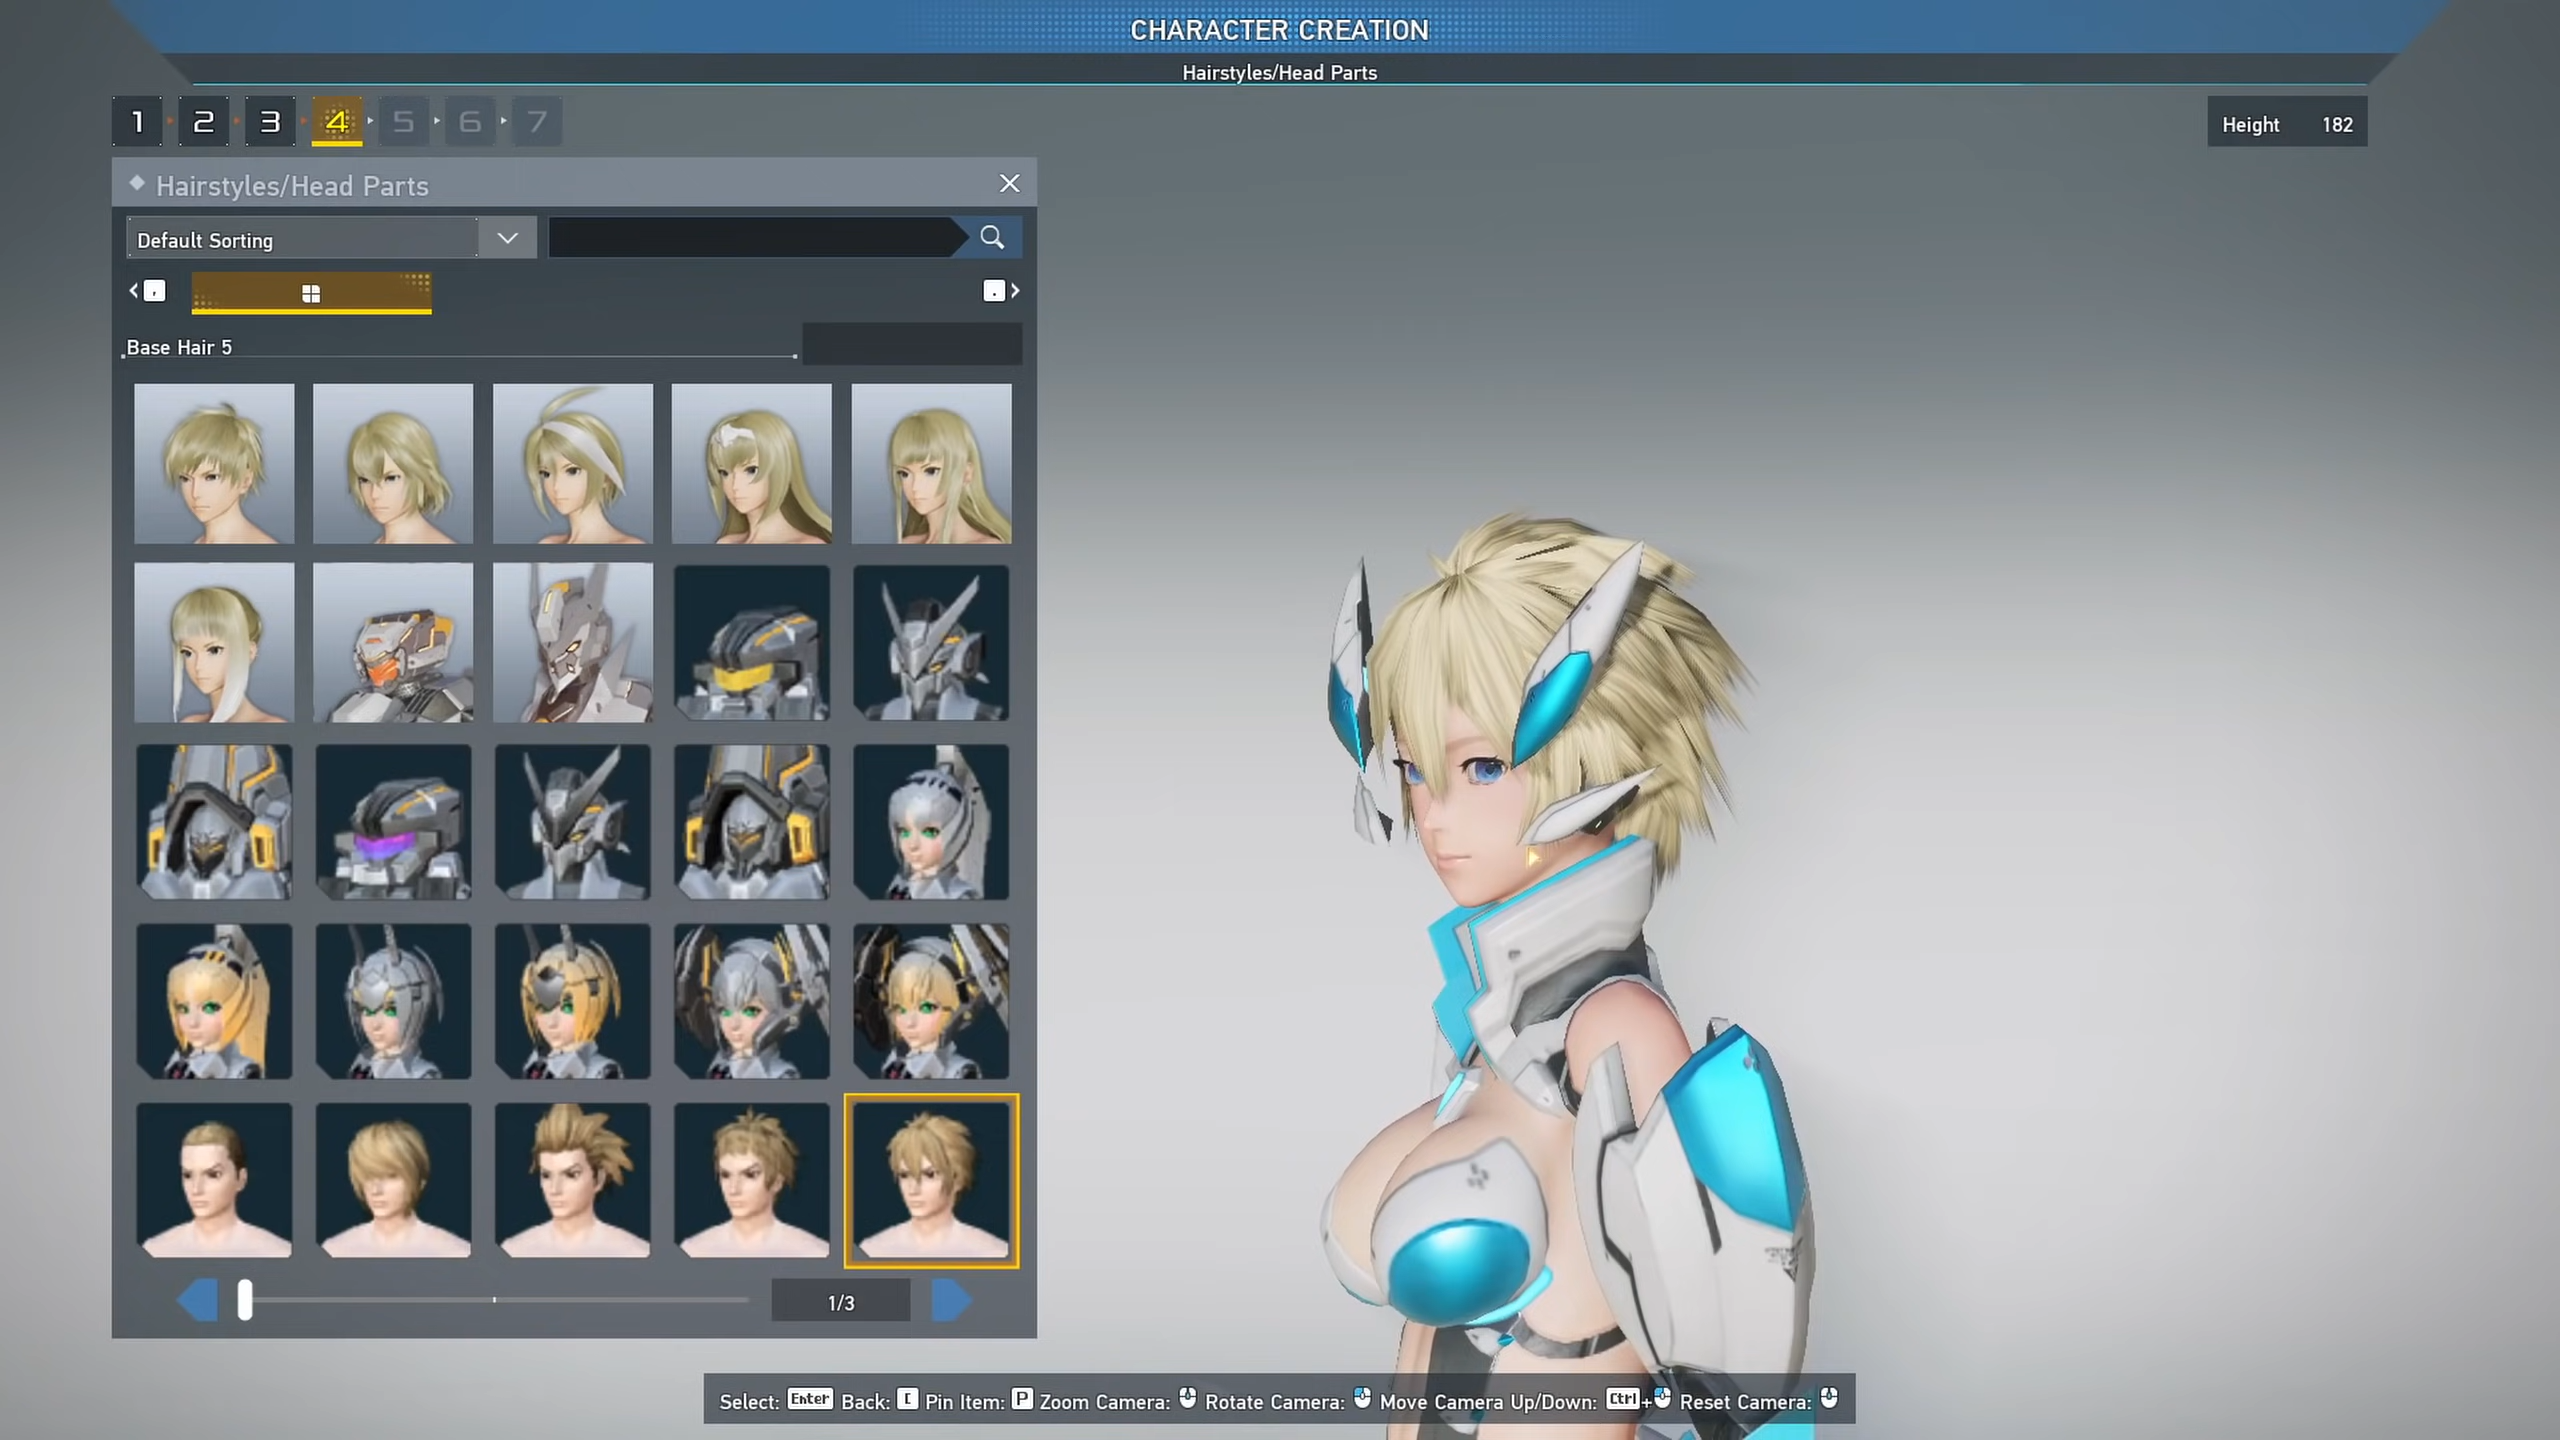 CHARACTER CREATION
Hairstyles/Head Parts
1 2 3 4 5 6 7
Height 182
Hairstyles/Head Parts
Default Sorting
Base Hair 5
1/3
Select: Enter Back: [ Pin Item: P Zoom Camera: Rotate Camera: Move Camera Up/Down: Ctrl + Reset Camera: